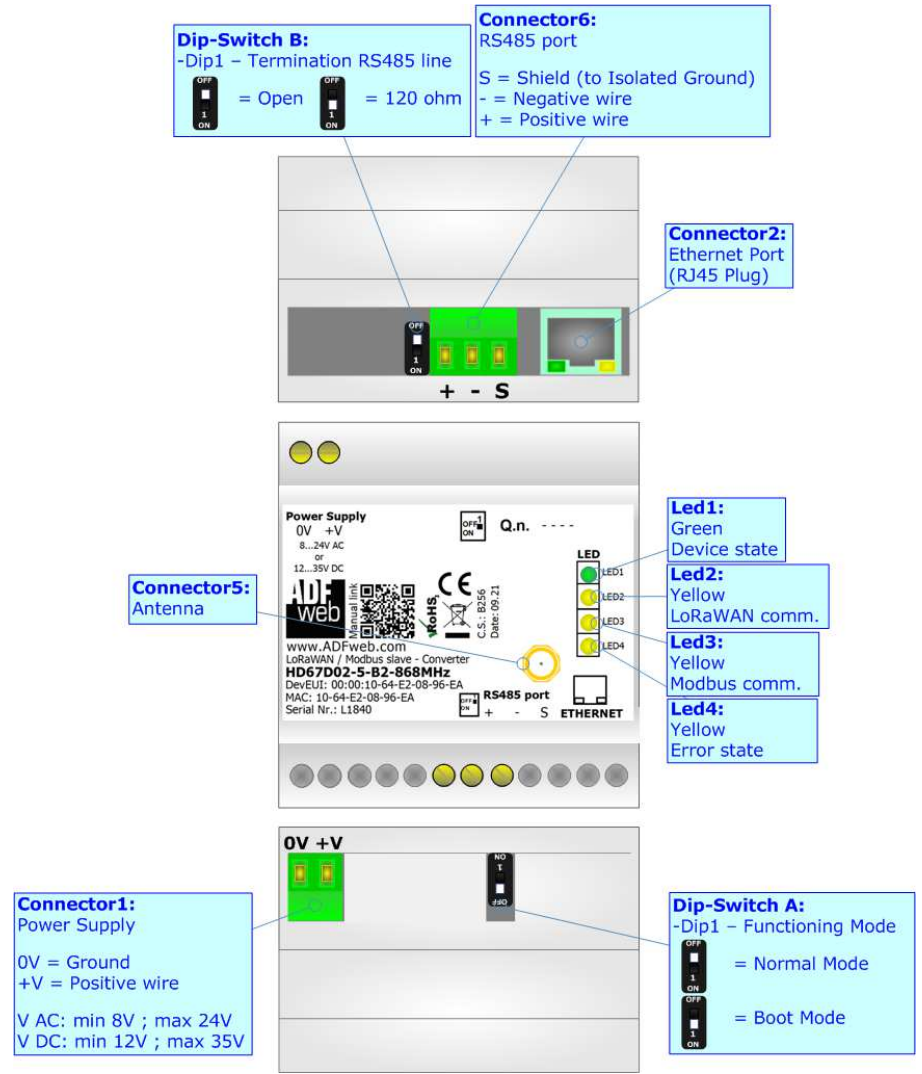 Dip-Switch B:
-Dip1 – Termination RS485 line
OFF
1
ON
= Open
OFF
1
ON
= 120 ohm
Connector6:
RS485 port
S = Shield (to Isolated Ground)
- = Negative wire
+ = Positive wire
Connector2:
Ethernet Port
(RJ45 Plug)
OFF
1
ON
+ - S
Power Supply
0V +V
8...24V AC
or
12...35V DC
OFF 1
ON
Q.n. - - - -
LED
LED1
LED2
LED3
LED4
ADF
web
Manual link
RoHS
CE
C.S.: B256
Date: 09.21
www.ADFweb.com
LoRaWAN / Modbus slave - Converter
HD67D02-5-B2-868MHz
DevEUI: 00:00:10-64-E2-08-96-EA
MAC: 10-64-E2-08-96-EA
Serial Nr.: L1840
OFF 1
ON
RS485 port
+ - S
ETHERNET
Connector5:
Antenna
Led1:
Green
Device state
Led2:
Yellow
LoRaWAN comm.
Led3:
Yellow
Modbus comm.
Led4:
Yellow
Error state
0V +V
ON
1
OFF
Connector1:
Power Supply
0V = Ground
+V = Positive wire
V AC: min 8V ; max 24V
V DC: min 12V ; max 35V
Dip-Switch A:
-Dip1 – Functioning Mode
OFF
1
ON
= Normal Mode
OFF
1
ON
= Boot Mode